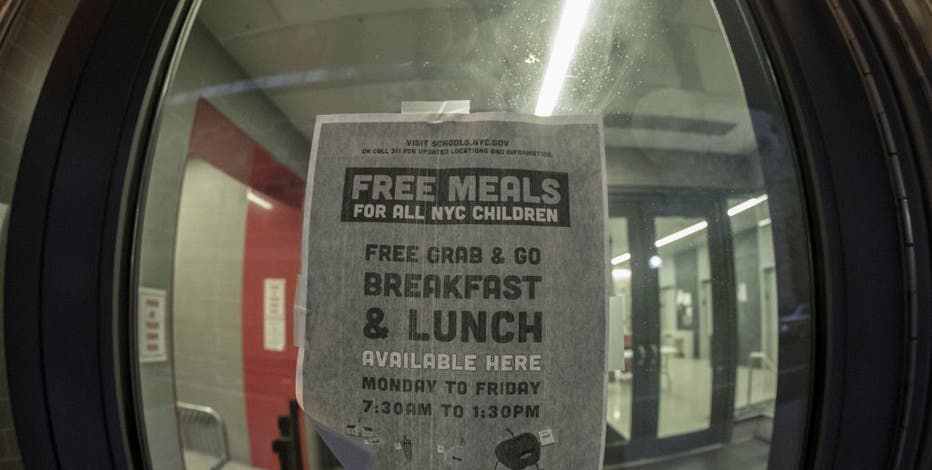 VISIT SCHOOLS.NYC.GOV
OR CALL 311 FOR UPDATED LOCATIONS AND INFORMATION
FREE MEALS
FOR ALL NYC CHILDREN
FREE GRAB & GO
BREAKFAST
& LUNCH
AVAILABLE HERE
MONDAY TO FRIDAY
7:30AM TO 1:30PM